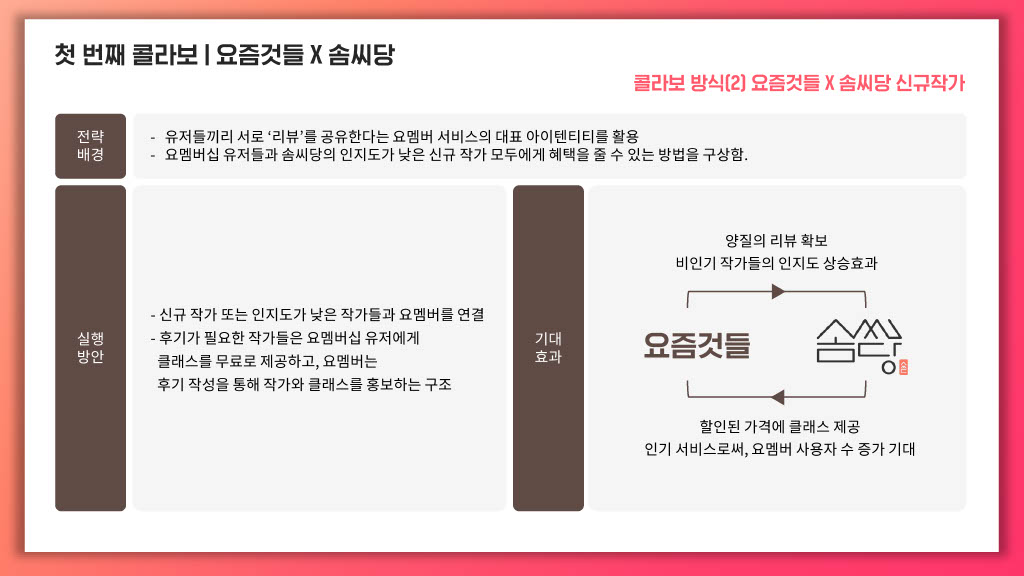 첫 번째 콜라보 | 요즘것들 X 솜씨당
콜라보 방식(2) 요즘것들 X 솜씨당 신규작가
전략
배경
- 유저들끼리 서로 ‘리뷰’를 공유한다는 요멤버 서비스의 대표 아이텐티티를 활용
- 요멤버십 유저들과 솜씨당의 인지도가 낮은 신규 작가 모두에게 혜택을 줄 수 있는 방법을 구상함.
실행
방안
- 신규 작가 또는 인지도가 낮은 작가들과 요멤버를 연결
- 후기가 필요한 작가들은 요멤버십 유저에게
클래스를 무료로 제공하고, 요멤버는
후기 작성을 통해 작가와 클래스를 홍보하는 구조
기대
효과
양질의 리뷰 확보
비인기 작가들의 인지도 상승효과
요즘것들
솜씨당
할인된 가격에 클래스 제공
인기 서비스로써, 요멤버 사용자 수 증가 기대